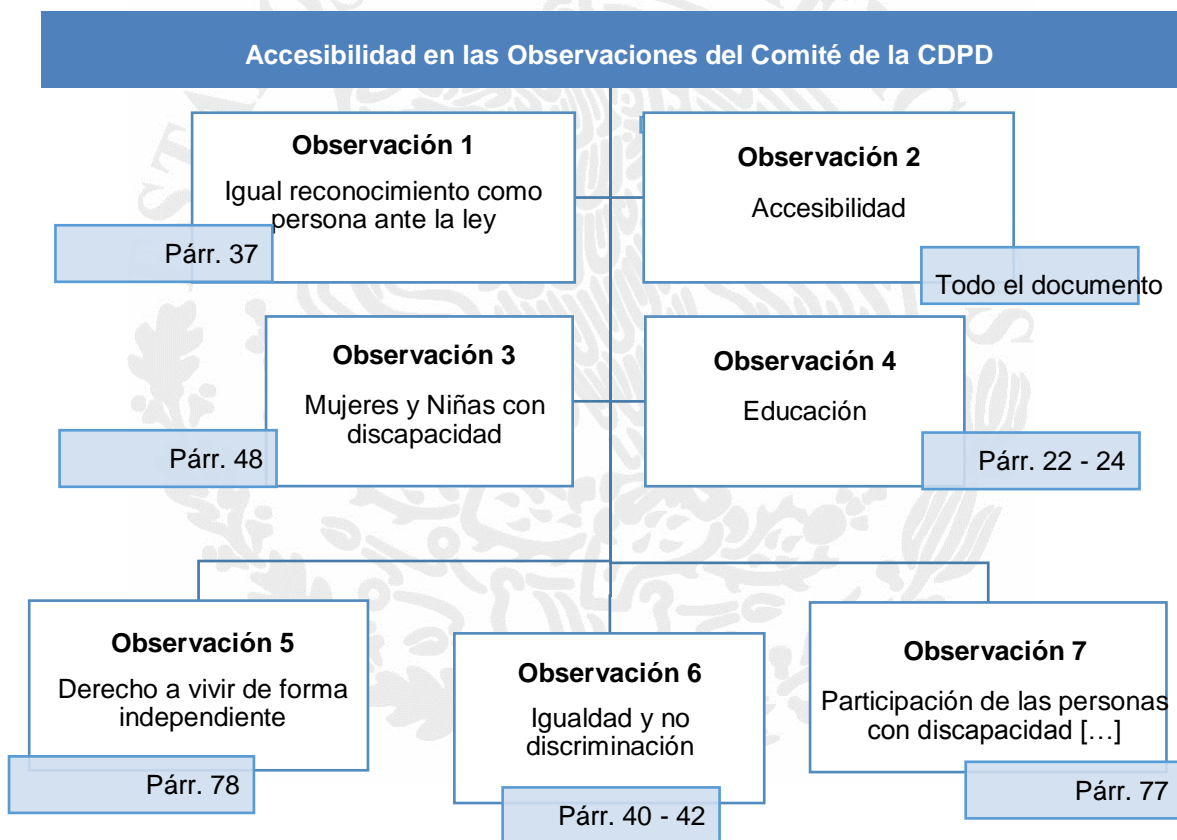 Accesibilidad en las Observaciones del Comité de la CDPD
Observación 1
Igual reconocimiento como
persona ante la ley
Párr. 37
Observación 2
Accesibilidad
Todo el documento
Observación 3
Mujeres y Niñas con
discapacidad
Párr. 48
Observación 4
Educación
Párr. 22 - 24
Observación 5
Derecho a vivir de forma
independiente
Párr. 78
Observación 6
Igualdad y no
discriminación
Párr. 40 - 42
Observación 7
Participación de las personas
con discapacidad […]
Párr. 77